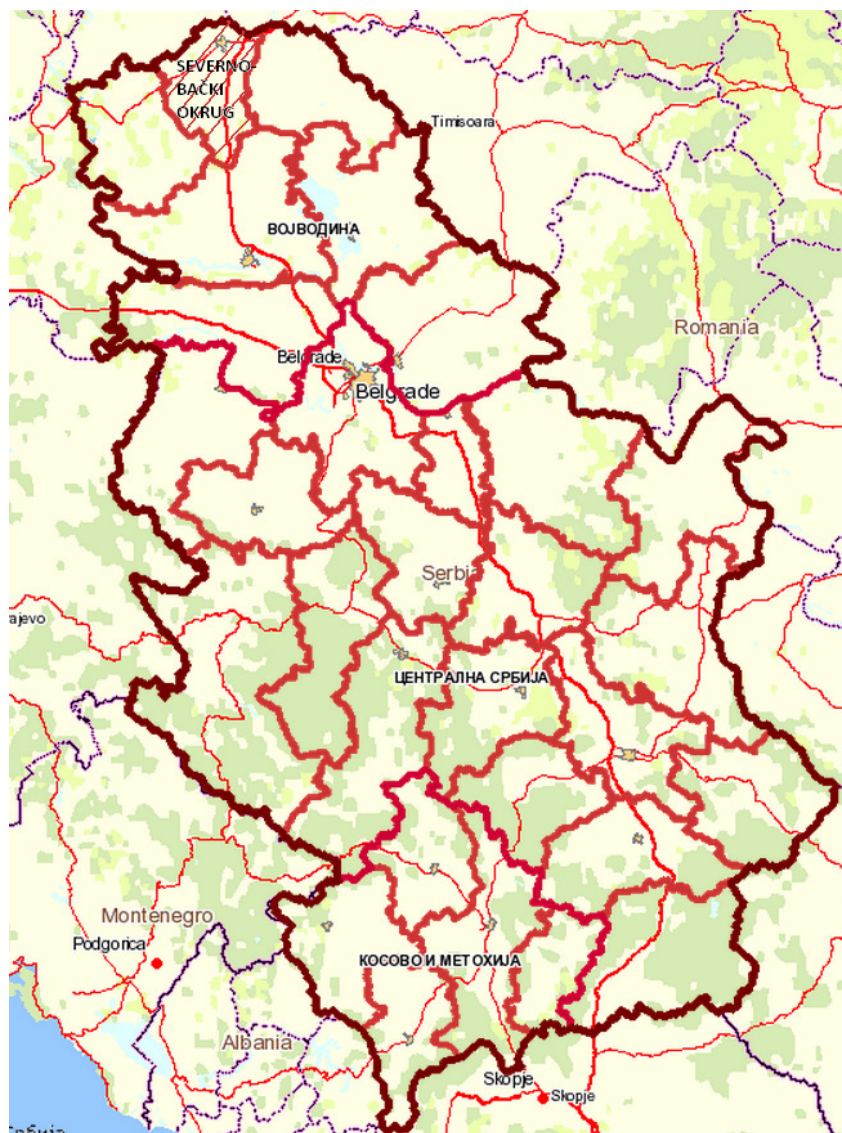 SEVERNO-
BAČKI
OKRUG
Timisoara
ВОЈВОДИНА
Romania
Belgrade
Belgrade
Serbia
ajevo
ЦЕНТРАЛНА СРБИЈА
Montenegro
Podgorica
КОСОВО И МЕТОХИЈА
Albania
Skopje
Skopje